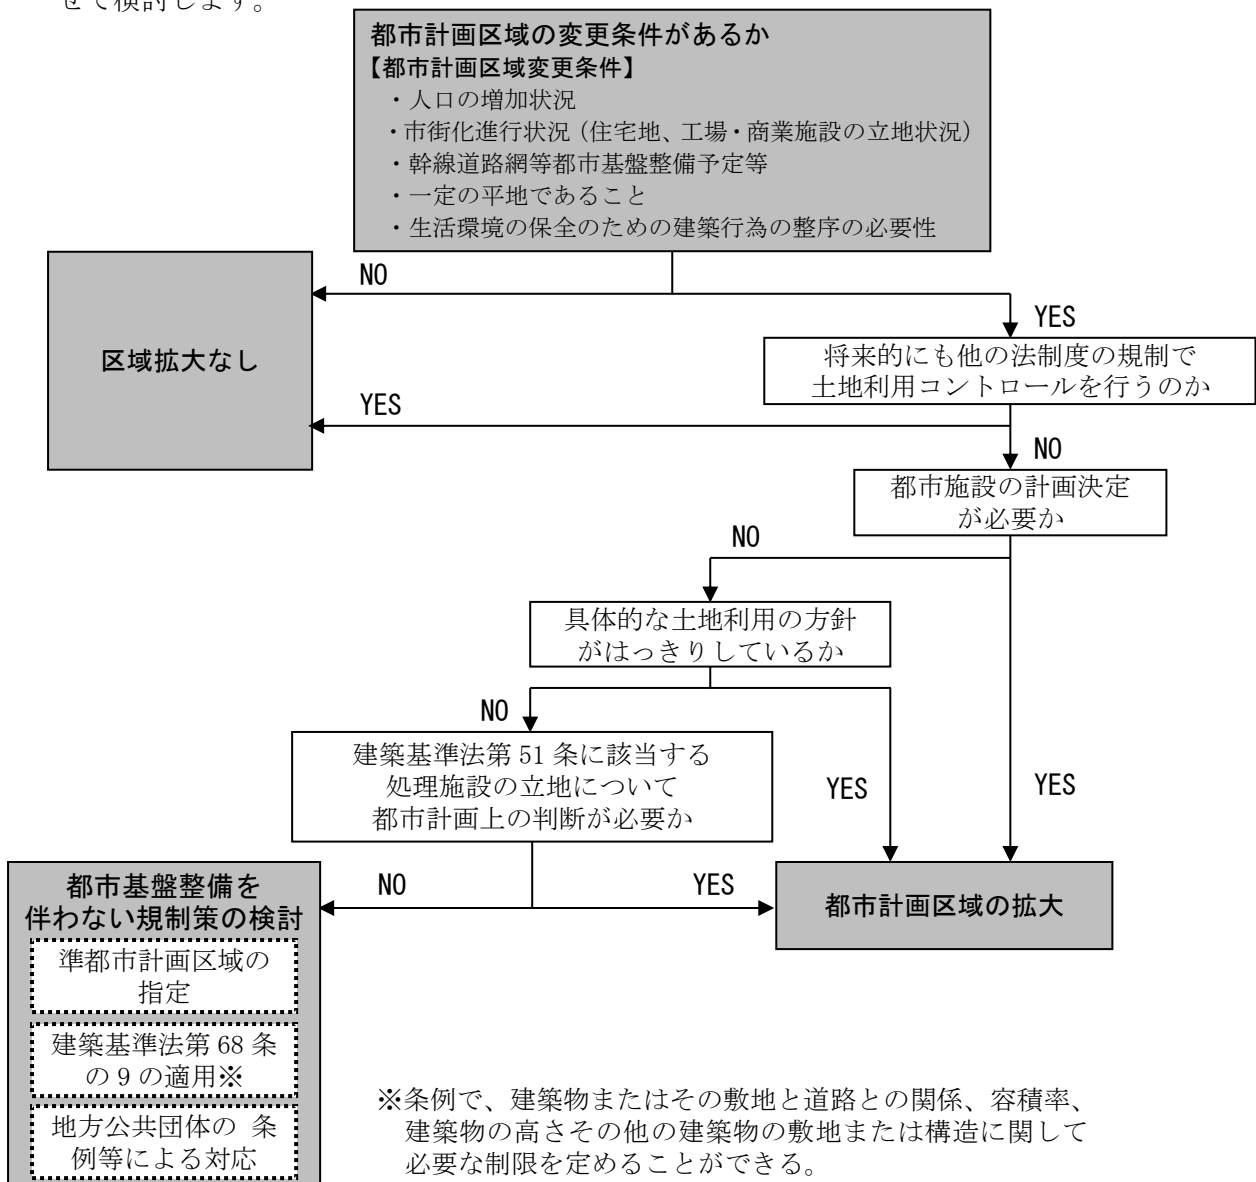 せて検討します。
都市計画区域の変更条件があるか
【都市計画区域変更条件】
・人口の増加状況
・市街化進行状況（住宅地、工場・商業施設の立地状況）
・幹線道路網等都市基盤整備予定等
・一定の平地であること
・生活環境の保全のための建築行為の整序の必要性
NO
YES
区域拡大なし
将来的にも他の法制度の規制で
土地利用コントロールを行うのか
YES
NO
都市施設の計画決定
が必要か
NO
具体的な土地利用の方針
がはっきりしているか
NO
建築基準法第 51 条に該当する
処理施設の立地について
都市計画上の判断が必要か
YES
YES
都市基盤整備を
伴わない規制策の検討
NO
YES
都市計画区域の拡大
準都市計画区域の
指定
建築基準法第 68 条
の 9 の適用※
地方公共団体の 条
例等による対応
※条例で、建築物またはその敷地と道路との関係、容積率、
建築物の高さその他の建築物の敷地または構造に関して
必要な制限を定めることができる。